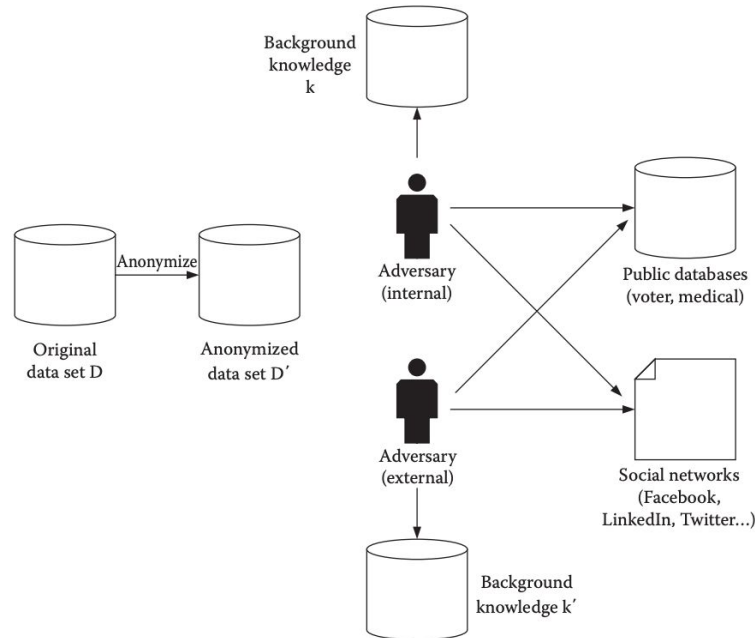 Background
knowledge
k
Adversary
(internal)
Public databases
(voter, medical)
Anonymize
Original
data set D
Anonymized
data set D′
Adversary
(external)
Social networks
(Facebook,
LinkedIn, Twitter...)
Background
knowledge k′